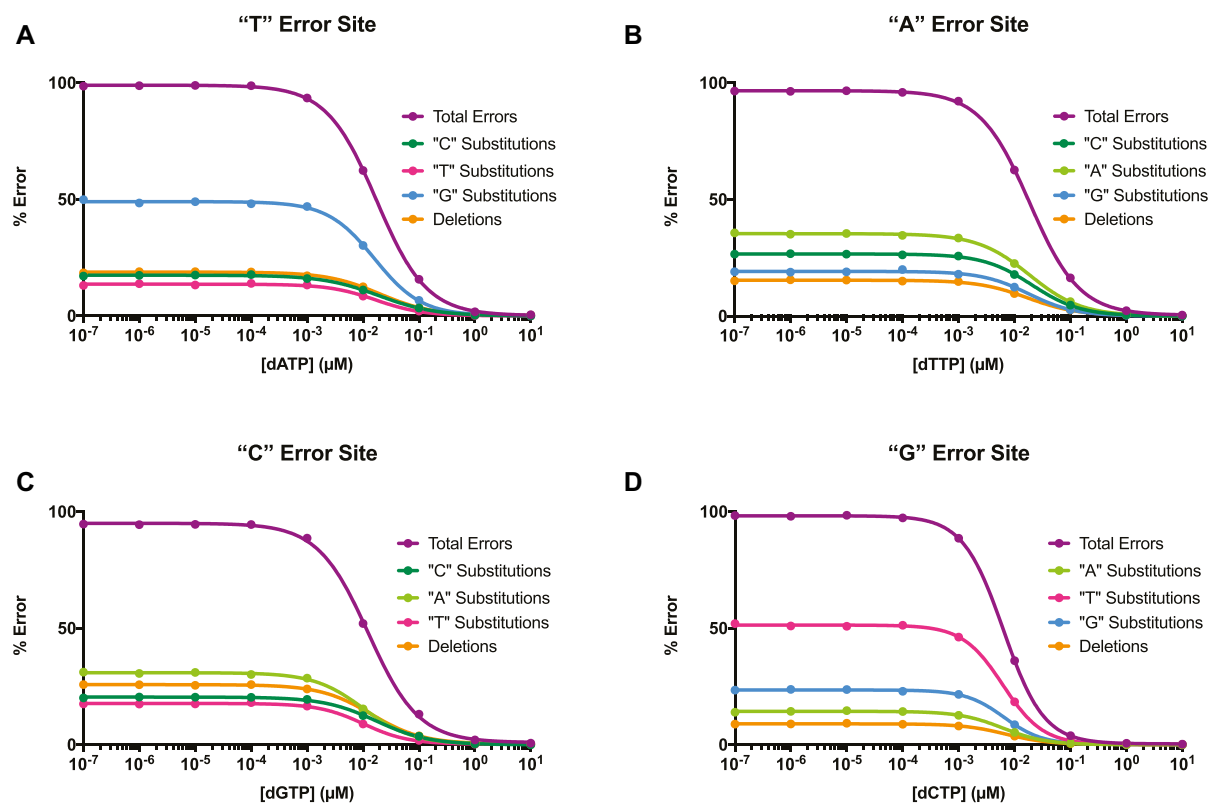 A
“T” Error Site
100
50
0
% Error
10-7 10-6 10-5 10-4 10-3 10-2 10-1 100 101
[dATP] (µM)
Total Errors
"C" Substitutions
"T" Substitutions
"G" Substitutions
Deletions
B
“A” Error Site
100
50
0
% Error
10-7 10-6 10-5 10-4 10-3 10-2 10-1 100 101
[dTTP] (µM)
Total Errors
"C" Substitutions
"A" Substitutions
"G" Substitutions
Deletions
C
“C” Error Site
100
50
0
% Error
10-7 10-6 10-5 10-4 10-3 10-2 10-1 100 101
[dGTP] (µM)
Total Errors
"C" Substitutions
"A" Substitutions
"T" Substitutions
Deletions
D
“G” Error Site
100
50
0
% Error
10-7 10-6 10-5 10-4 10-3 10-2 10-1 100 101
[dCTP] (µM)
Total Errors
"A" Substitutions
"T" Substitutions
"G" Substitutions
Deletions